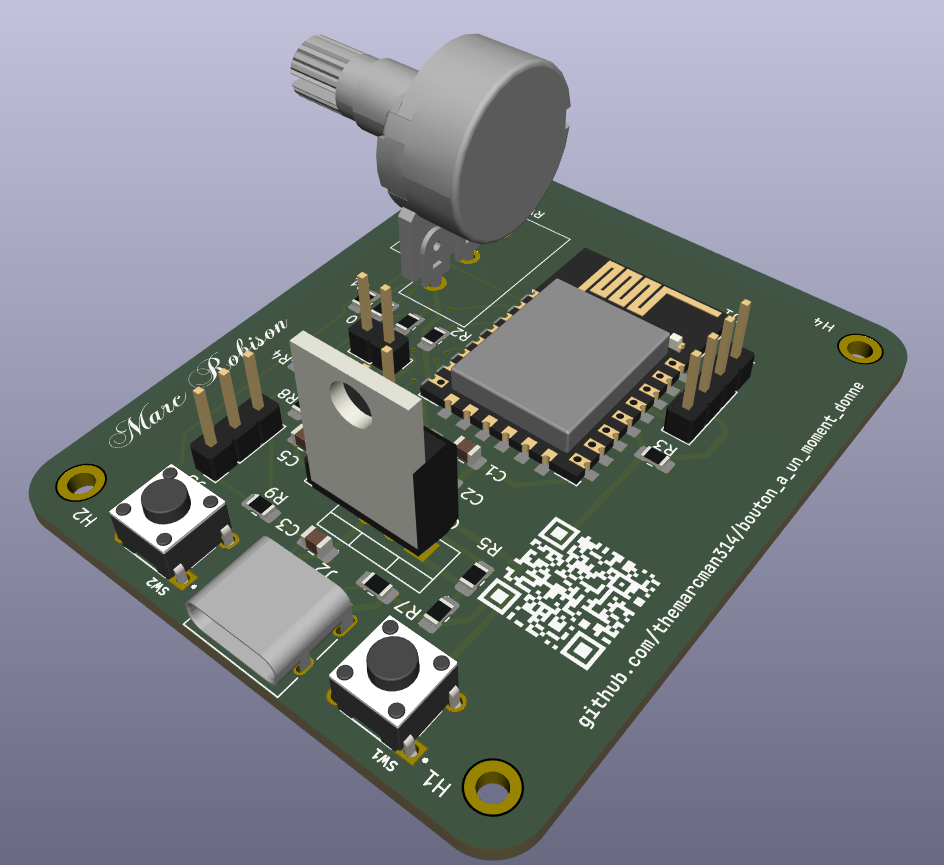 H4
R2
R4
Marc Robison
R8
R3
C5
C1
C2
R9
H2
C3
R5
J2
SW2
R7
github.com/themarcman314/bouton_a_un_moment_donne
SW1
H1